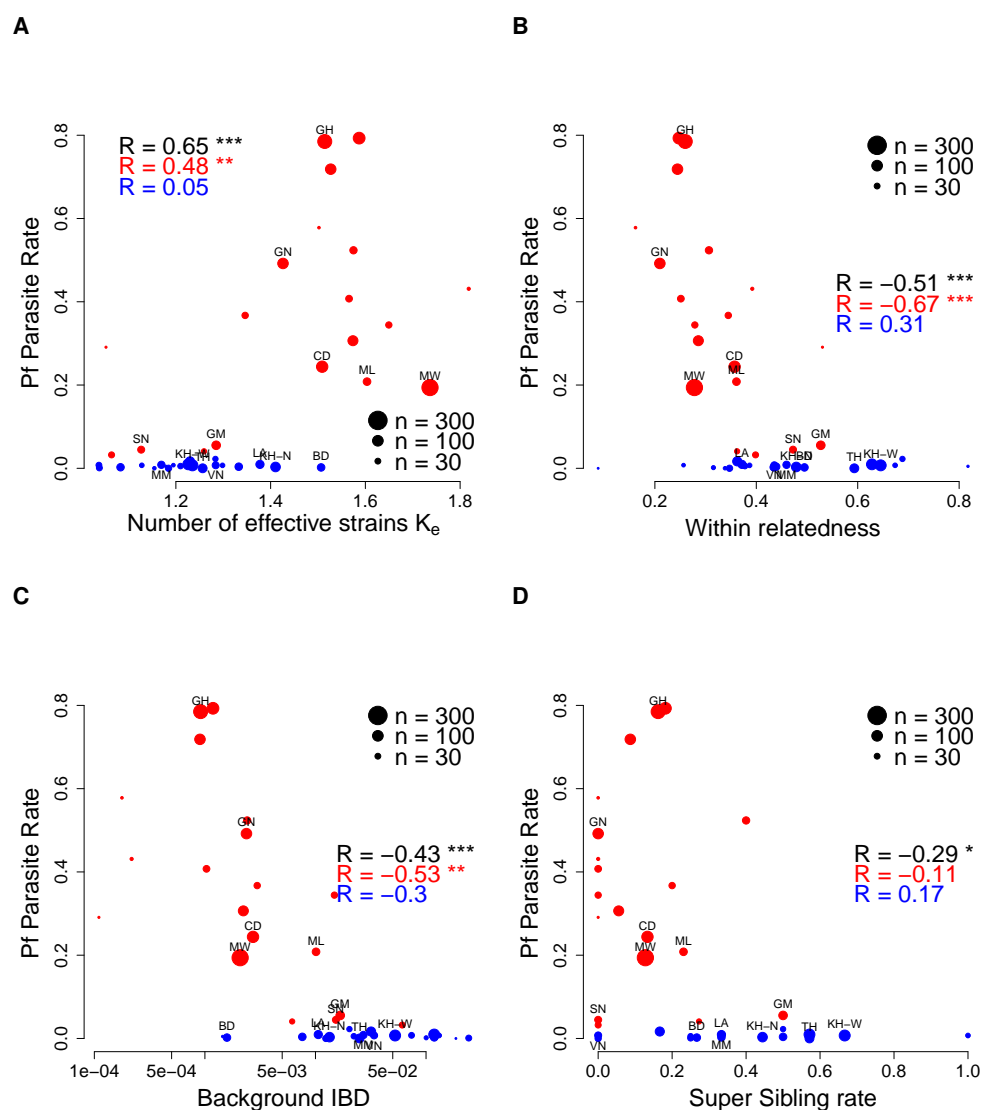 A
R = 0.65 ***
R = 0.48 **
R = 0.05
0.8
0.6
0.4
0.2
0.0
Pf Parasite Rate
GH
GN
CD
ML
MW
n = 300
n = 100
n = 30
SN
GM
KH−W
TH
LA
KH−N
BD
MM
VN
1.2 1.4 1.6 1.8
Number of effective strains Ke
B
0.8
0.6
0.4
0.2
0.0
Pf Parasite Rate
GH
n = 300
n = 100
n = 30
GN
R = −0.51 ***
R = −0.67 ***
R = 0.31
CD
ML
MW
SN
GM
LA
KH−N
BD
TH
KH−W
VN
MM
0.2 0.4 0.6 0.8
Within relatedness
C
0.8
0.6
0.4
0.2
0.0
Pf Parasite Rate
GH
n = 300
n = 100
n = 30
GN
R = −0.43 ***
R = −0.53 **
R = −0.3
CD
MW
ML
GM
SN
BD
LA
KH−N
TH
KH−W
MM
VN
1e−04 5e−04 5e−03 5e−02
Background IBD
D
0.8
0.6
0.4
0.2
0.0
Pf Parasite Rate
GH
n = 300
n = 100
n = 30
GN
R = −0.29 *
R = −0.11
R = 0.17
CD
MW
ML
SN
GM
BD
LA
KH−N
TH
KH−W
VN
MM
0.0 0.2 0.4 0.6 0.8 1.0
Super Sibling rate